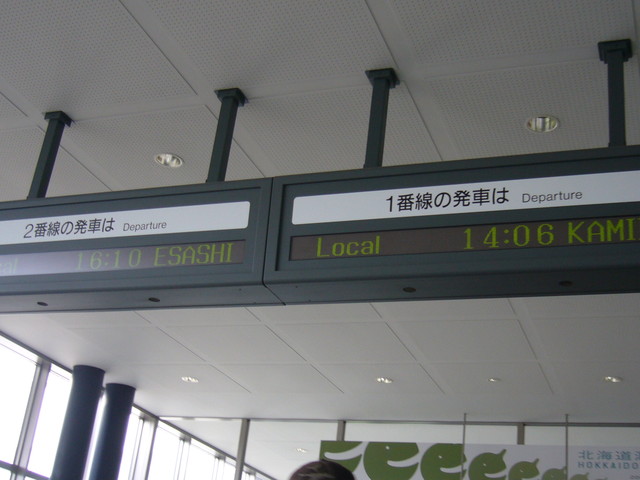 2番線の発車は Departure
16:10 ESASHI
1番線の発車は Departure
Local 14:06 KAMI
北海道
HOKKAIDO